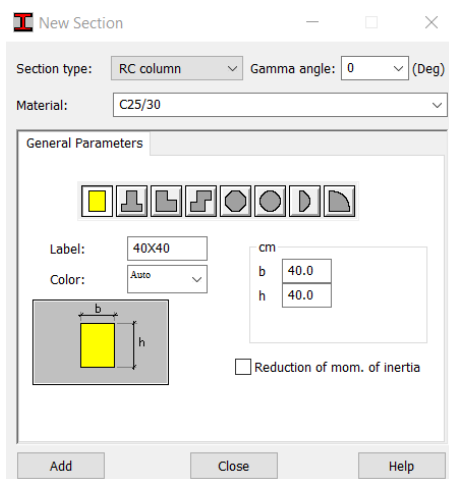 New Section
Section type: RC column Gamma angle: 0 (Deg)
Material: C25/30
General Parameters
Label: 40X40
cm
b 40.0
Color: Auto
h 40.0
b
h
Reduction of mom. of inertia
Add Close Help